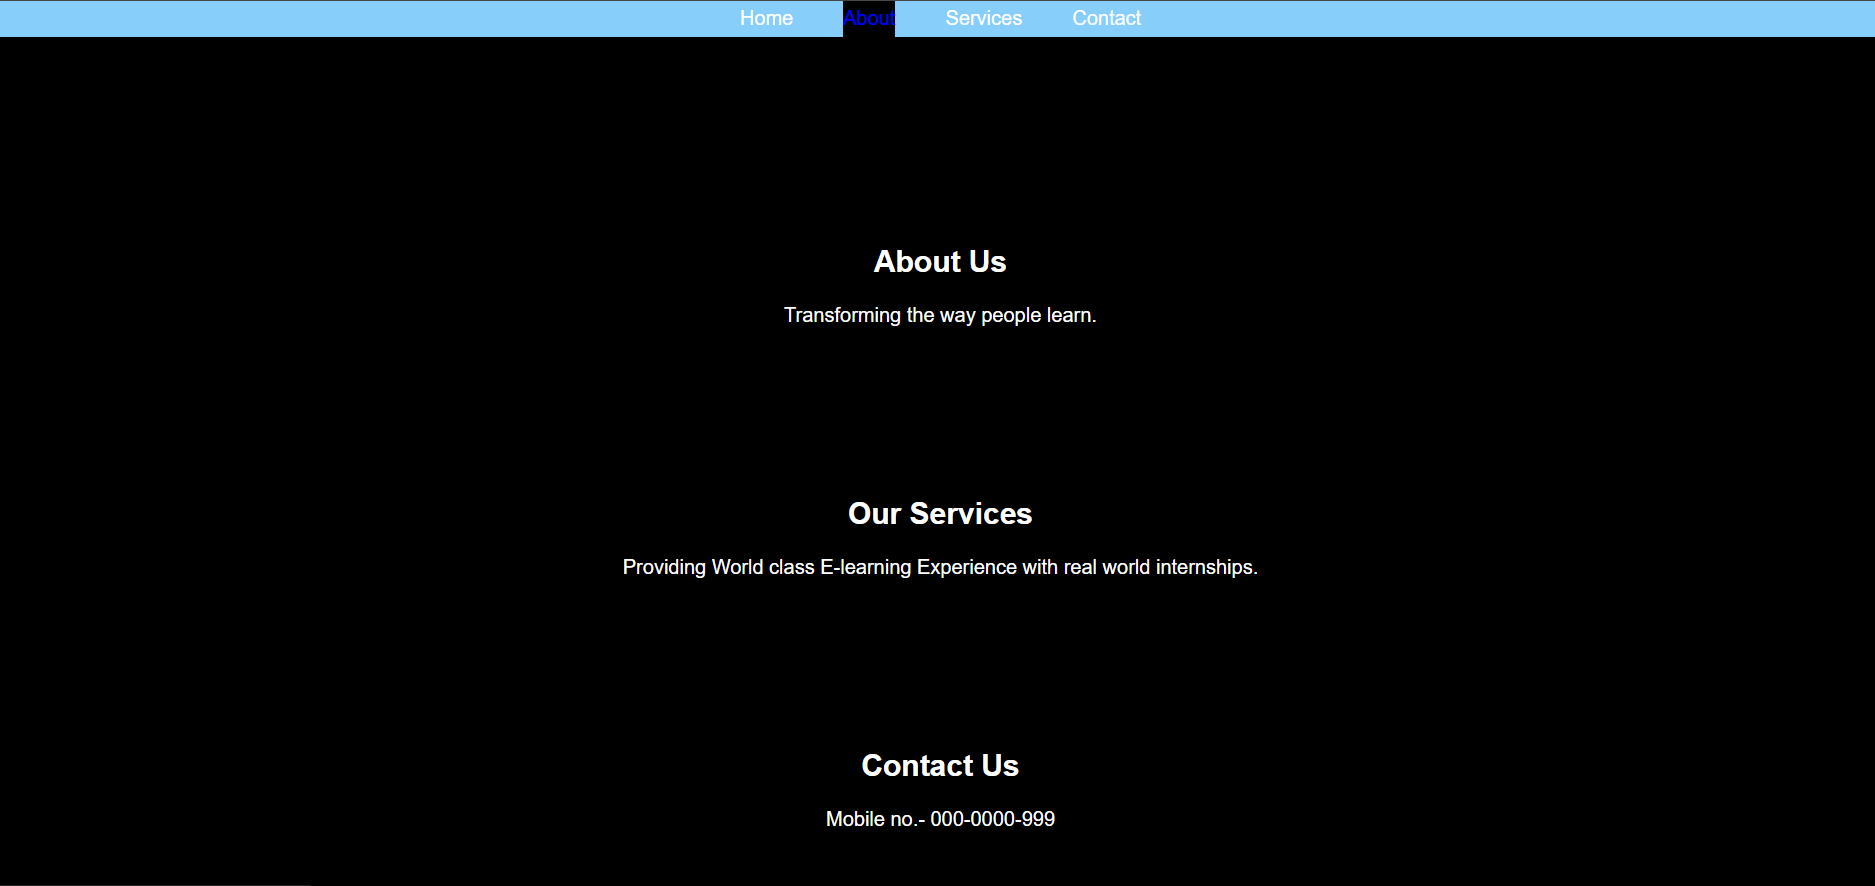 Home About Services Contact
About Us
Transforming the way people learn.
Our Services
Providing World class E-learning Experience with real world internships.
Contact Us
Mobile no.- 000-0000-999